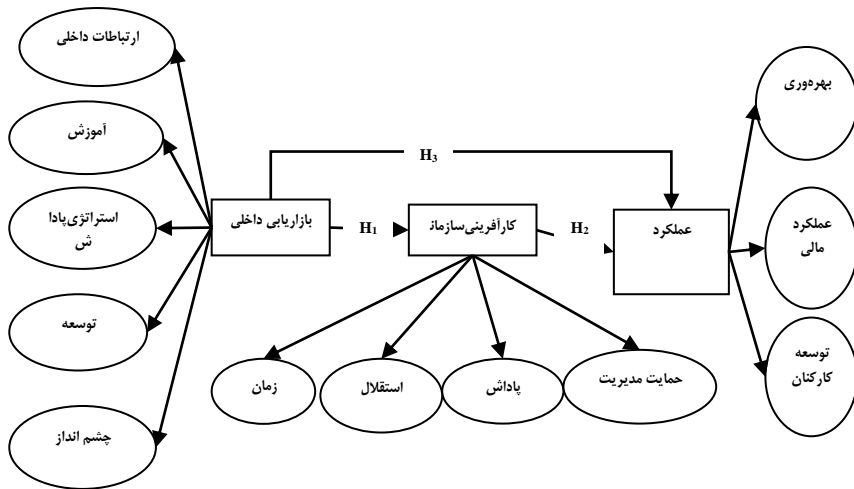 ارتباطات داخلی
بهره‌وری
آموزش
H3
استراتژی‌پادا
ش
بازاریابی داخلی
H1
کارآفرینی‌سازمانـ
H2
عملکرد
عملکرد
مالی
توسعه
زمان
استقلال
پاداش
حمایت مدیریت
توسعه
کارکنان
چشم انداز